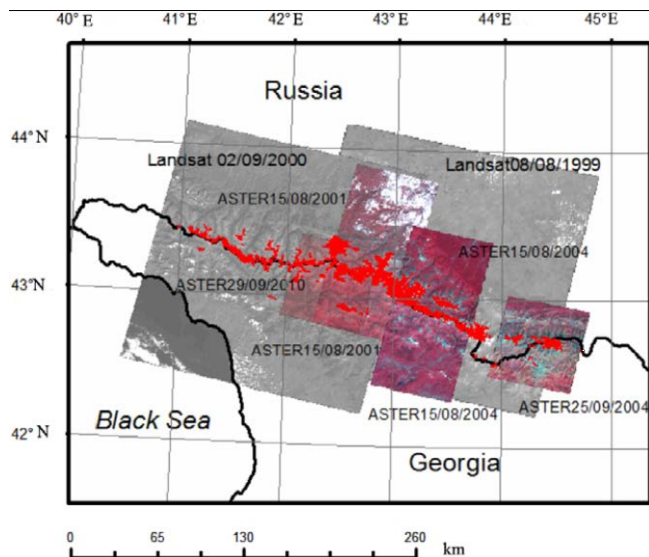 40°E 41°E 42°E 43°E 44°E 45°E
Russia
44°N
Landsat 02/09/2000
Landsat08/08/1999
ASTER15/08/2001
ASTER15/08/2004
43°N
ASTER29/09/2010
ASTER15/08/2001
ASTER15/08/2004
ASTER25/09/2004
Black Sea
42°N
Georgia
0 65 130 260
km